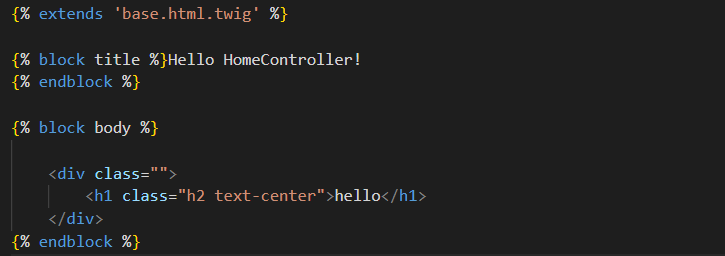 {% extends 'base.html.twig' %}
{% block title %}Hello HomeController!
{% endblock %}
{% block body %}
<div class="">
<h1 class="h2 text-center">hello</h1>
</div>
{% endblock %}